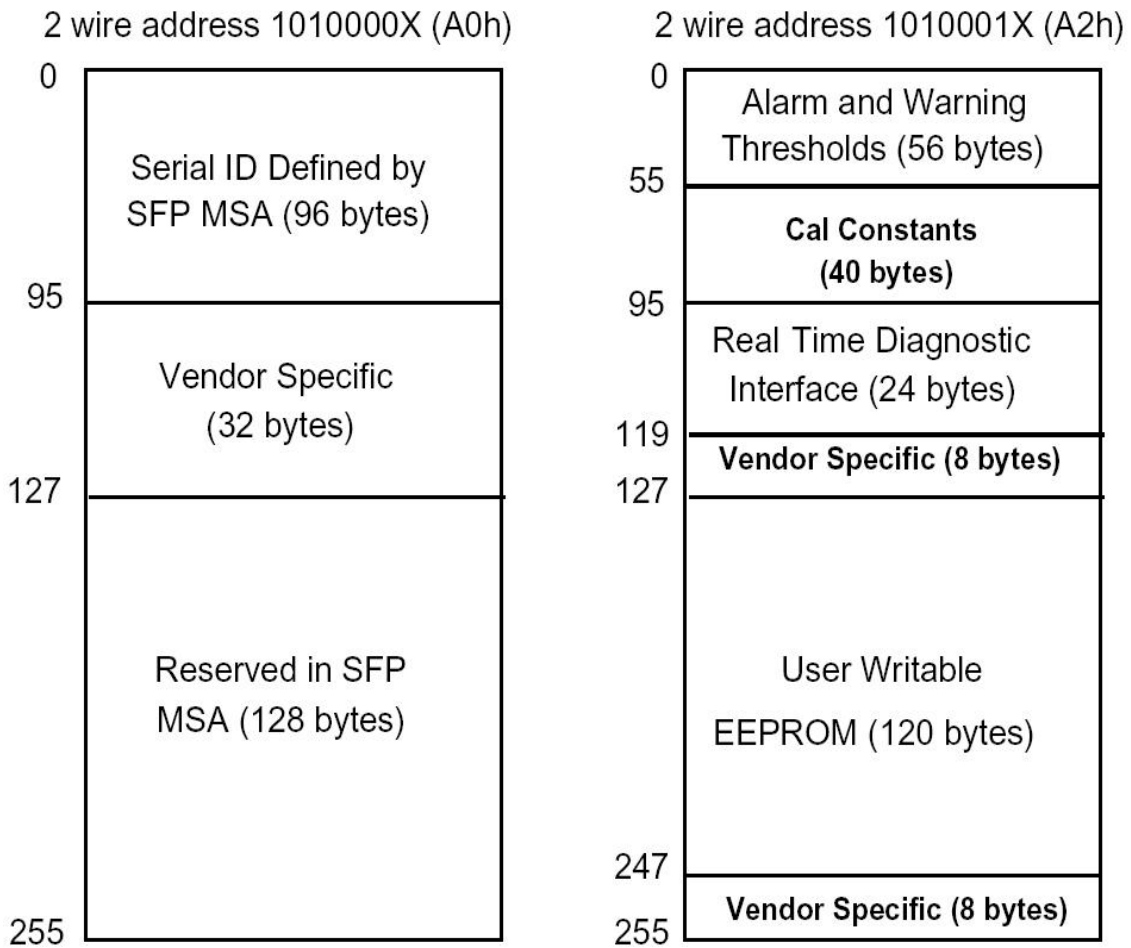 2 wire address 1010000X (A0h)
0
Serial ID Defined by
SFP MSA (96 bytes)
95
Vendor Specific
(32 bytes)
127
Reserved in SFP
MSA (128 bytes)
255
2 wire address 1010001X (A2h)
0
Alarm and Warning
Thresholds (56 bytes)
55
Cal Constants
(40 bytes)
95
Real Time Diagnostic
Interface (24 bytes)
119
Vendor Specific (8 bytes)
127
User Writable
EEPROM (120 bytes)
247
Vendor Specific (8 bytes)
255